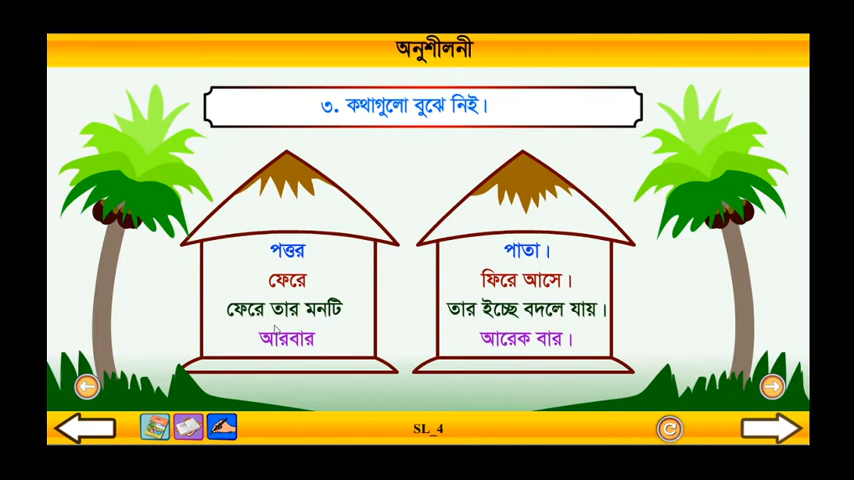 অনুশীলনী
৩. কথাগুলো বুঝে নিই।
পত্তর
ফেরে
ফেরে তার মনটি
আরবার
পাতা।
ফিরে আসে।
তার ইচ্ছে বদলে যায়।
আরেক বার।
SL_4